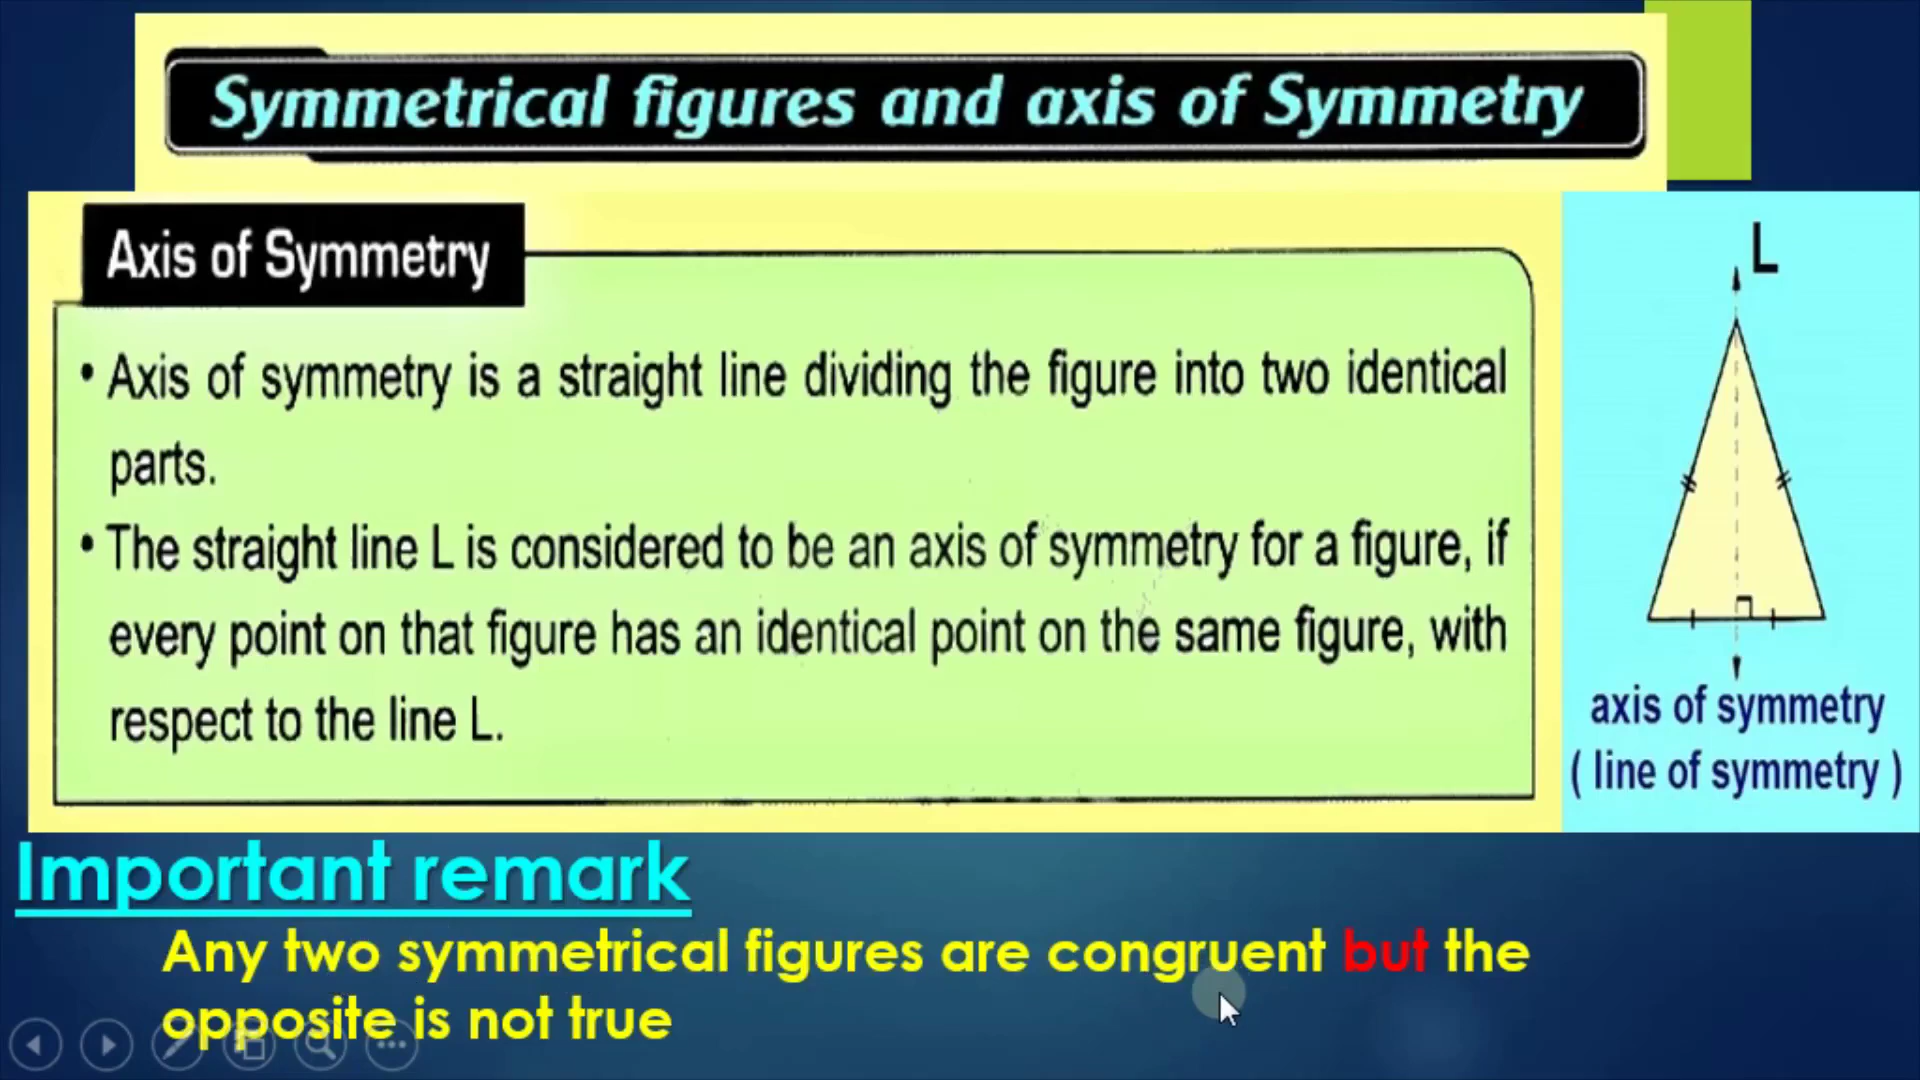 Symmetrical figures and axis of Symmetry
Axis of Symmetry
• Axis of symmetry is a straight line dividing the figure into two identical
parts.
• The straight line L is considered to be an axis of symmetry for a figure, if
every point on that figure has an identical point on the same figure, with
respect to the line L.
L
axis of symmetry
( line of symmetry )
Important remark
Any two symmetrical figures are congruent but the
opposite is not true